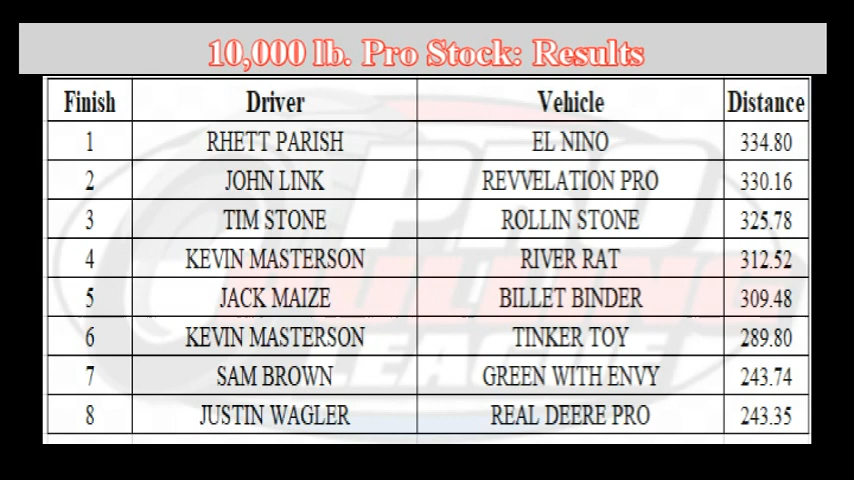 10,000 lb. Pro Stock: Results
Finish Driver Vehicle Distance
1 RHETT PARISH EL NINO 334.80
2 JOHN LINK REVVELATION PRO 330.16
3 TIM STONE ROLLIN STONE 325.78
4 KEVIN MASTERSON RIVER RAT 312.52
5 JACK MAIZE BILLET BINDER 309.48
6 KEVIN MASTERSON TINKER TOY 289.80
7 SAM BROWN GREEN WITH ENVY 243.74
8 JUSTIN WAGLER REAL DEERE PRO 243.35
PRO
PULLING
LEAGUE